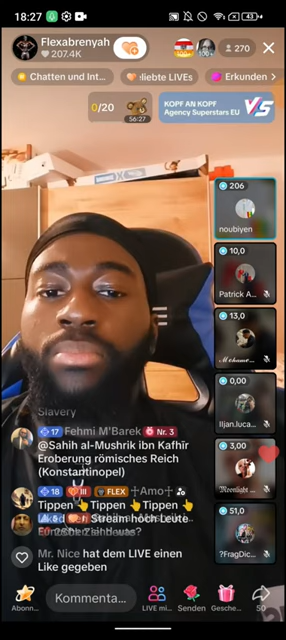 18:27
43
Flexabrenyah
207.4K
100+
270
Chatten und Int...
:liebte LIVEs
Erkunden
0/20
56:27
KOPF AN KOPF
Agency Superstars EU
VS
206
noubiyen
10,0
Patrick A...
13,0
0,00
Iljan.luca...
3,00
Moonlight
51,0
?FragDic...
Slavery
17 Fehmi M'Barek Nr. 3
@Sahih al-Mushrik ibn Kafhir
Eroberung römisches Reich
(Konstantinopel)
18 III FLEX ☩Amo☩
Tippen Tippen Tippen
Stream hoch Leute
Mr. Nice hat dem LIVE einen
Like gegeben
Abonn...
Kommenta...
LIVE mi...
Senden
Gesche...
50